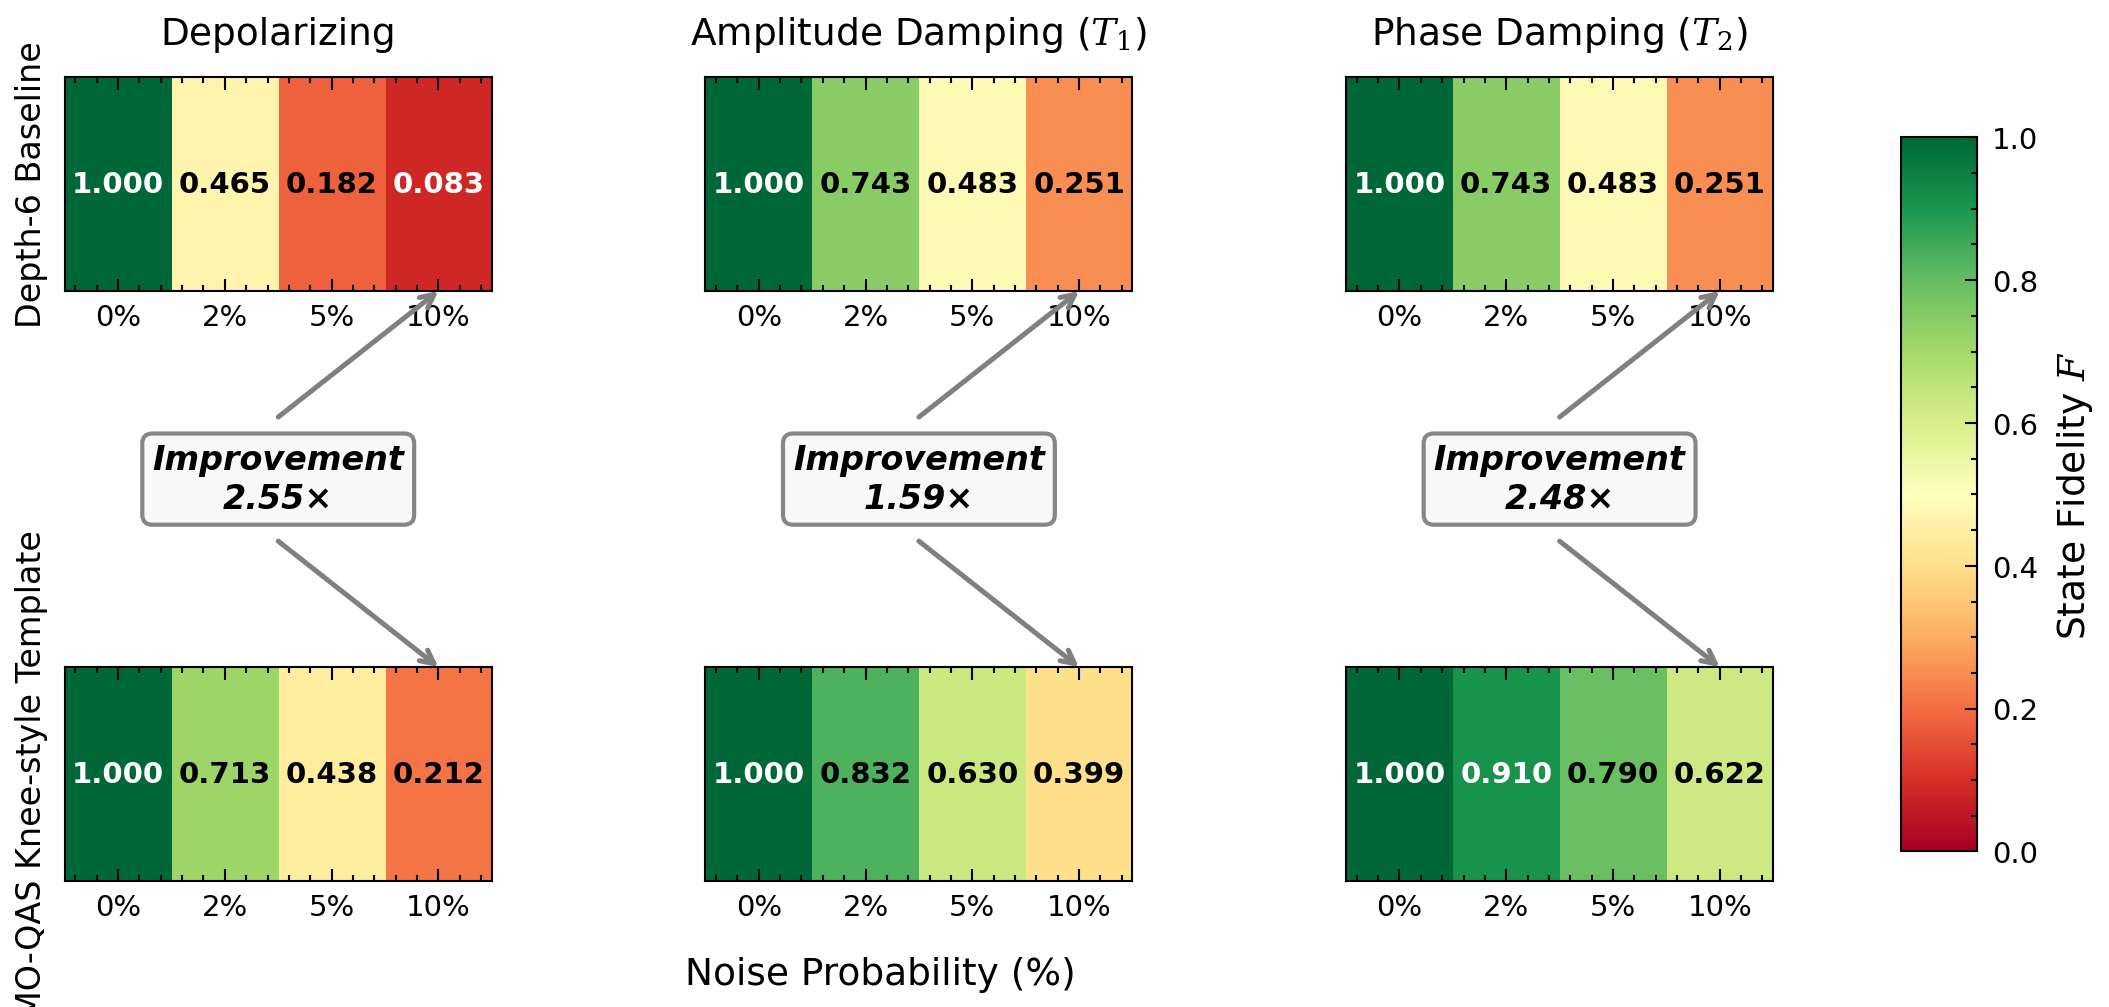 Depolarizing
Amplitude Damping (T₁)
Phase Damping (T₂)
Depth-6 Baseline
1.000 0.465 0.182 0.083
1.000 0.743 0.483 0.251
1.000 0.743 0.483 0.251
0% 2% 5% 10%
0% 2% 5% 10%
0% 2% 5% 10%
Improvement
2.55×
Improvement
1.59×
Improvement
2.48×
MO-QAS Knee-style Template
1.000 0.713 0.438 0.212
1.000 0.832 0.630 0.399
1.000 0.910 0.790 0.622
0% 2% 5% 10%
0% 2% 5% 10%
0% 2% 5% 10%
Noise Probability (%)
1.0
0.8
0.6
0.4
0.2
0.0
State Fidelity F